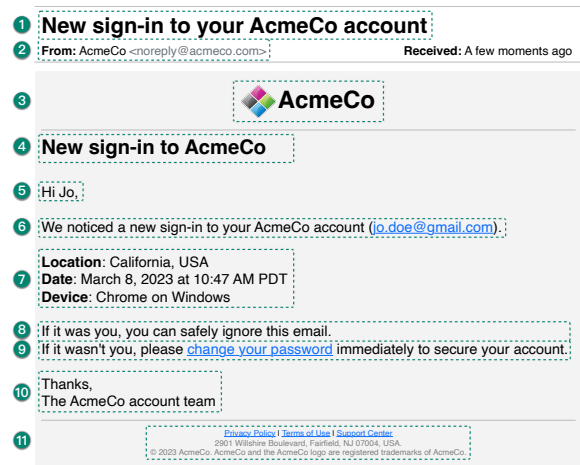 1 New sign-in to your AcmeCo account
2 From: AcmeCo <noreply@acmeco.com> Received: A few moments ago
3 AcmeCo
4 New sign-in to AcmeCo
5 Hi Jo,
6 We noticed a new sign-in to your AcmeCo account (jo.doe@gmail.com).
Location: California, USA
7 Date: March 8, 2023 at 10:47 AM PDT
Device: Chrome on Windows
8 If it was you, you can safely ignore this email.
9 If it wasn't you, please change your password immediately to secure your account.
10 Thanks,
The AcmeCo account team
11 Privacy Policy | Terms of Use | Support Center
2901 Willshire Boulevard, Fairfield, NJ 07004, USA.
© 2023 AcmeCo. AcmeCo and the AcmeCo logo are registered trademarks of AcmeCo.